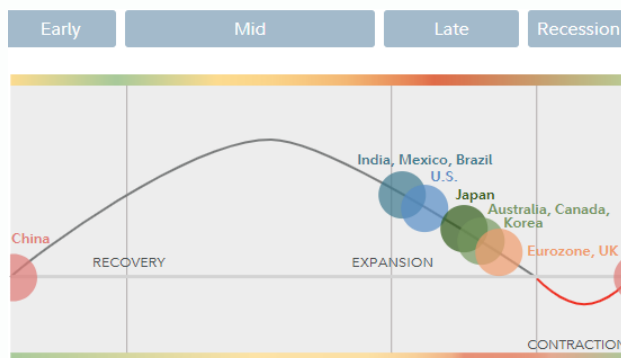 Early
Mid
Late
Recession
India, Mexico, Brazil
U.S.
Japan
Australia, Canada,
Korea
China
Eurozone, UK
RECOVERY
EXPANSION
CONTRACTION